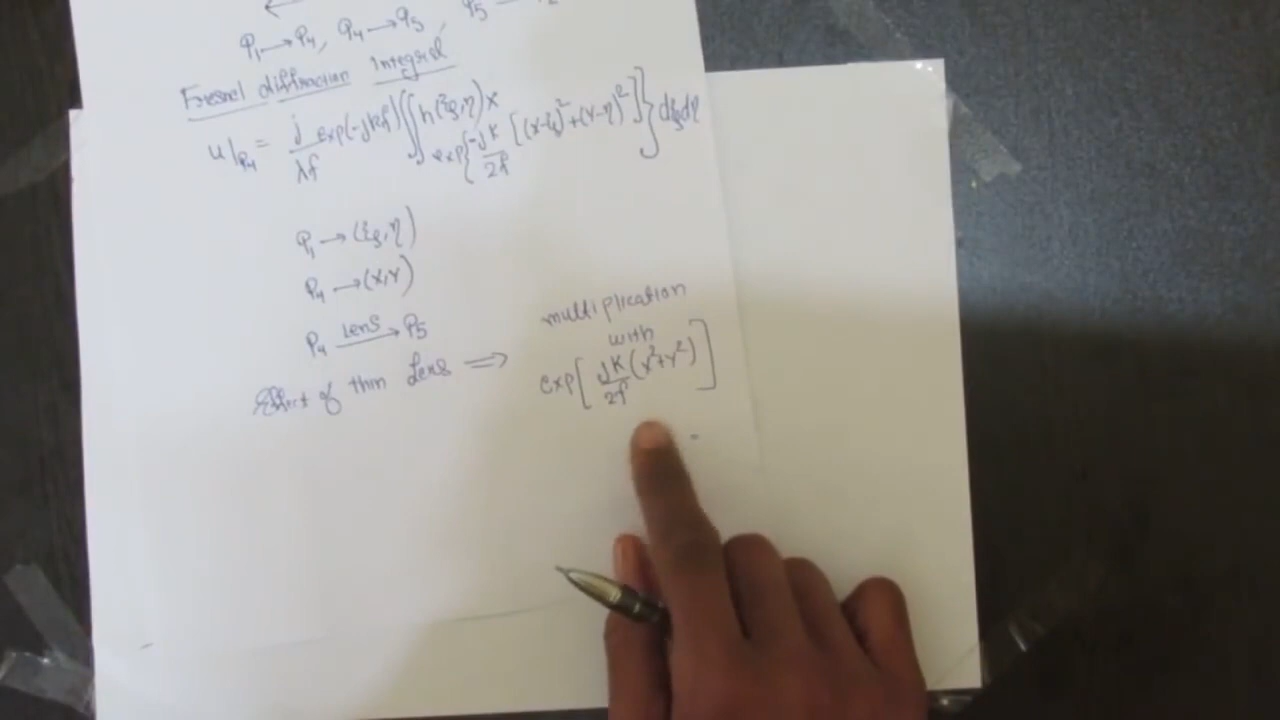 P₁→P₄, P₄→P₅, P₅
Fresnel diffraction Integral
u|P₄ = j/λf exp(-jkf) ∫∫ h(ξ,η) x
exp{-jk/2f [(x-ξ)²+(Y-η)²]} dξdη
P₁ → (ξ,η)
P₄ → (x,Y)
P₄ Lens→ P₅
Effect of thin Lens ⟹ multiplication
with
exp[jk/2f (x²+Y²)]